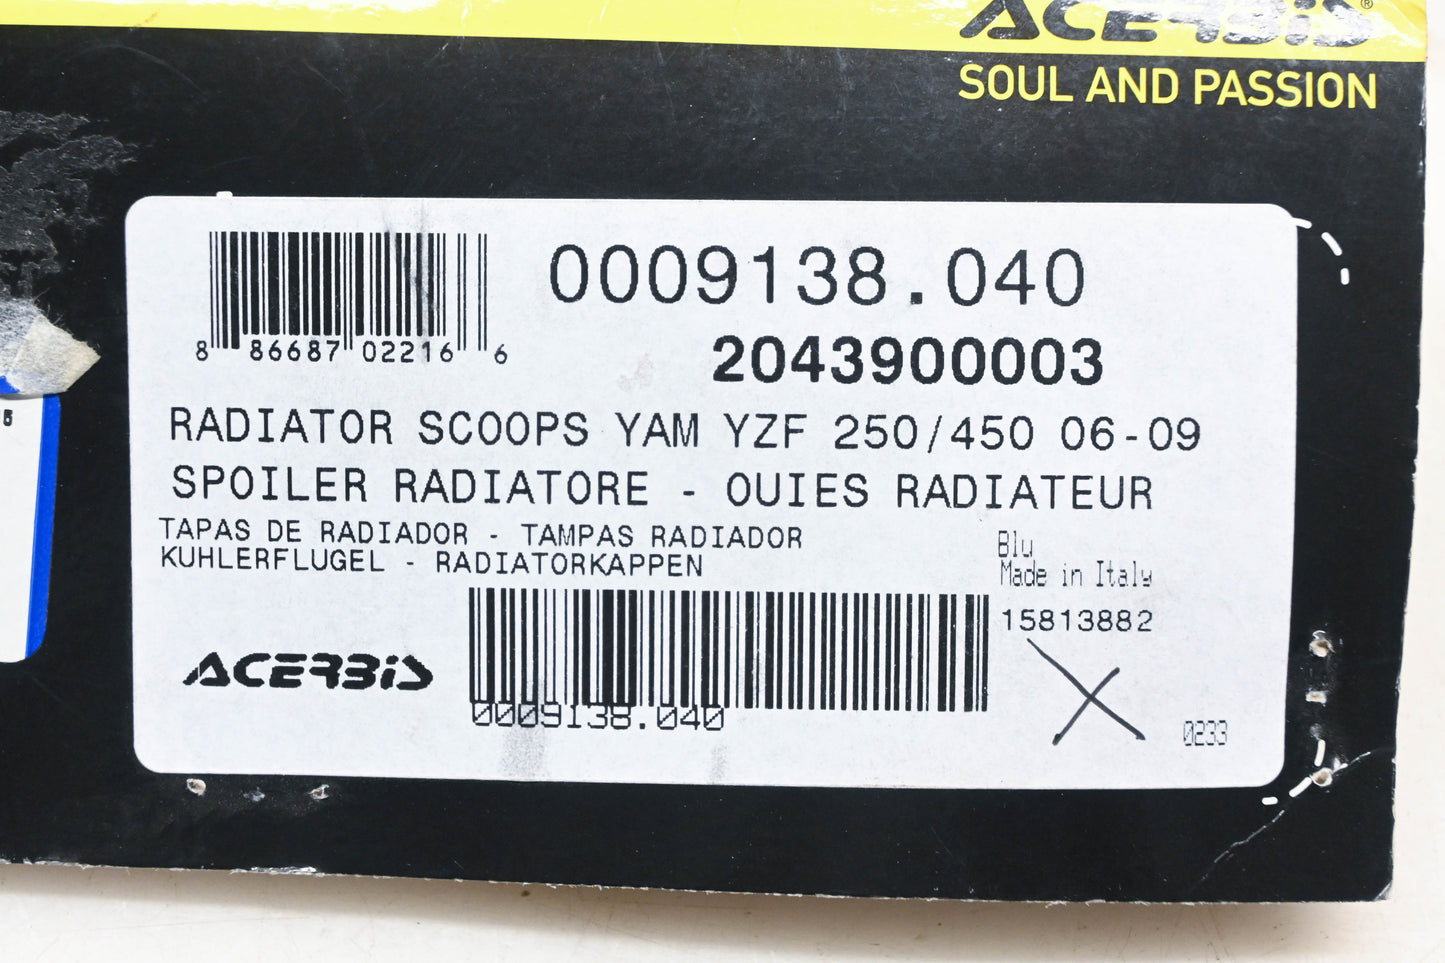 ACERBIS®
SOUL AND PASSION
0009138.040
8 86687 02216 6
2043900003
RADIATOR SCOOPS YAM YZF 250/450 06-09
SPOILER RADIATORE - OUIES RADIATEUR
TAPAS DE RADIADOR - TAMPAS RADIADOR
KUHLERFLUGEL - RADIATORKAPPEN
Blu
Made in Italy
15813882
ACERBIS
0009138.040
0233